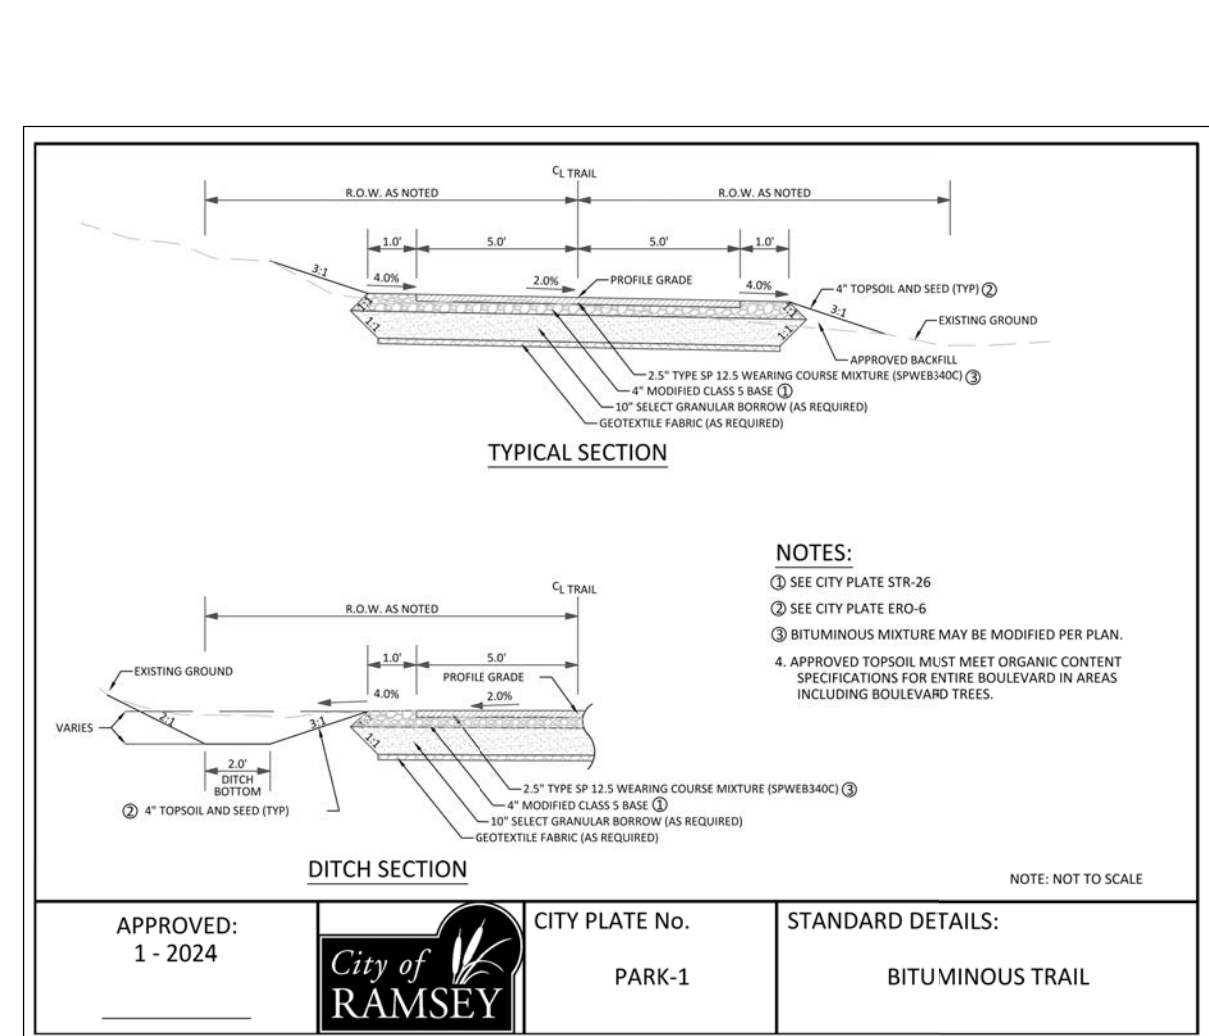 C L TRAIL
R.O.W. AS NOTED R.O.W. AS NOTED
1.0' 5.0' 5.0' 1.0'
3:1 4.0% 2.0% PROFILE GRADE 4.0%
4" TOPSOIL AND SEED (TYP) ②
1:1 1:1 3:1
EXISTING GROUND
1:1 1:1
APPROVED BACKFILL
2.5" TYPE SP 12.5 WEARING COURSE MIXTURE (SPWEB340C) ③
4" MODIFIED CLASS 5 BASE ①
10" SELECT GRANULAR BORROW (AS REQUIRED)
GEOTEXTILE FABRIC (AS REQUIRED)
TYPICAL SECTION
C L TRAIL
R.O.W. AS NOTED
1.0' 5.0'
EXISTING GROUND
PROFILE GRADE
4.0% 2.0%
2:1 3:1 1:1
VARIES
1:1
2.0'
DITCH
BOTTOM
② 4" TOPSOIL AND SEED (TYP)
2.5" TYPE SP 12.5 WEARING COURSE MIXTURE (SPWEB340C) ③
4" MODIFIED CLASS 5 BASE ①
10" SELECT GRANULAR BORROW (AS REQUIRED)
GEOTEXTILE FABRIC (AS REQUIRED)
DITCH SECTION
NOTES:
① SEE CITY PLATE STR-26
② SEE CITY PLATE ERO-6
③ BITUMINOUS MIXTURE MAY BE MODIFIED PER PLAN.
4. APPROVED TOPSOIL MUST MEET ORGANIC CONTENT
SPECIFICATIONS FOR ENTIRE BOULEVARD IN AREAS
INCLUDING BOULEVARD TREES.
NOTE: NOT TO SCALE
APPROVED:
1 - 2024
City of
RAMSEY
CITY PLATE No.
PARK-1
STANDARD DETAILS:
BITUMINOUS TRAIL